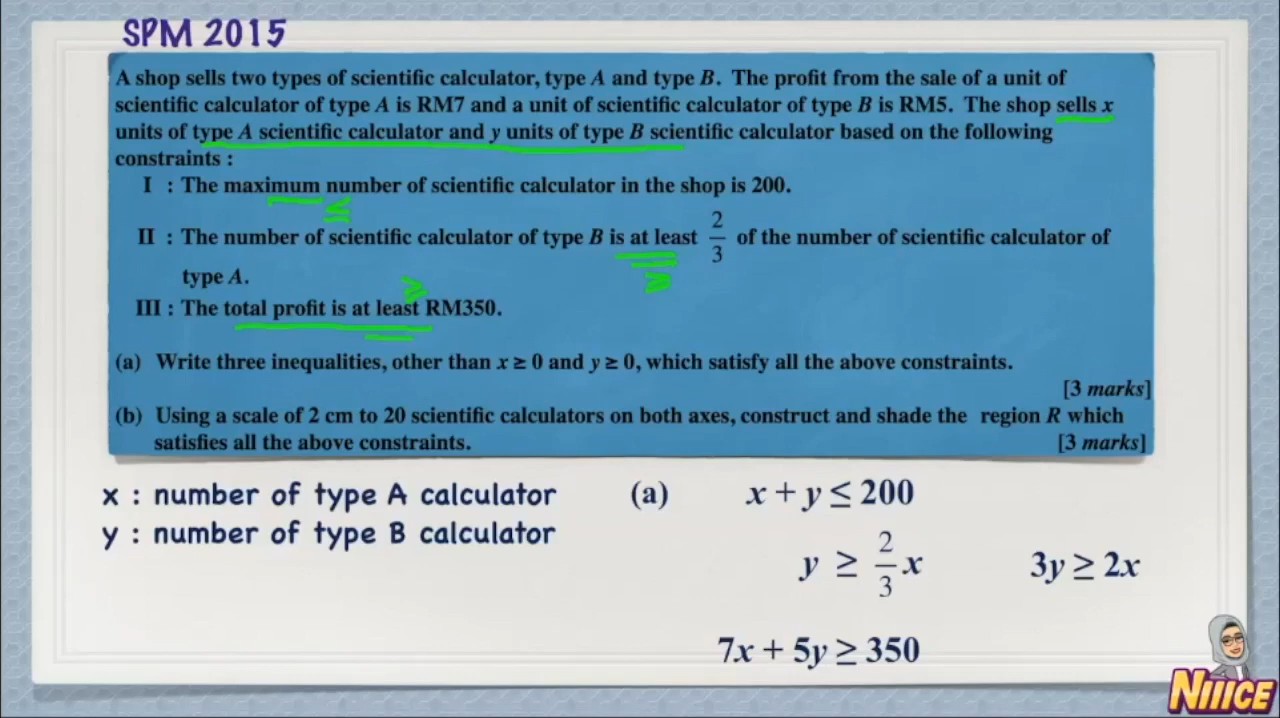 SPM 2015
A shop sells two types of scientific calculator, type A and type B. The profit from the sale of a unit of
scientific calculator of type A is RM7 and a unit of scientific calculator of type B is RM5. The shop sells x
units of type A scientific calculator and y units of type B scientific calculator based on the following
constraints :
I : The maximum number of scientific calculator in the shop is 200.
≤
II : The number of scientific calculator of type B is at least 2/3 of the number of scientific calculator of
type A.
≥
≥
III : The total profit is at least RM350.
(a) Write three inequalities, other than x ≥ 0 and y ≥ 0, which satisfy all the above constraints.
[3 marks]
(b) Using a scale of 2 cm to 20 scientific calculators on both axes, construct and shade the region R which
satisfies all the above constraints. [3 marks]
x : number of type A calculator
y : number of type B calculator
(a) x + y ≤ 200
y ≥ 2/3 x 3y ≥ 2x
7x + 5y ≥ 350
NIIICE